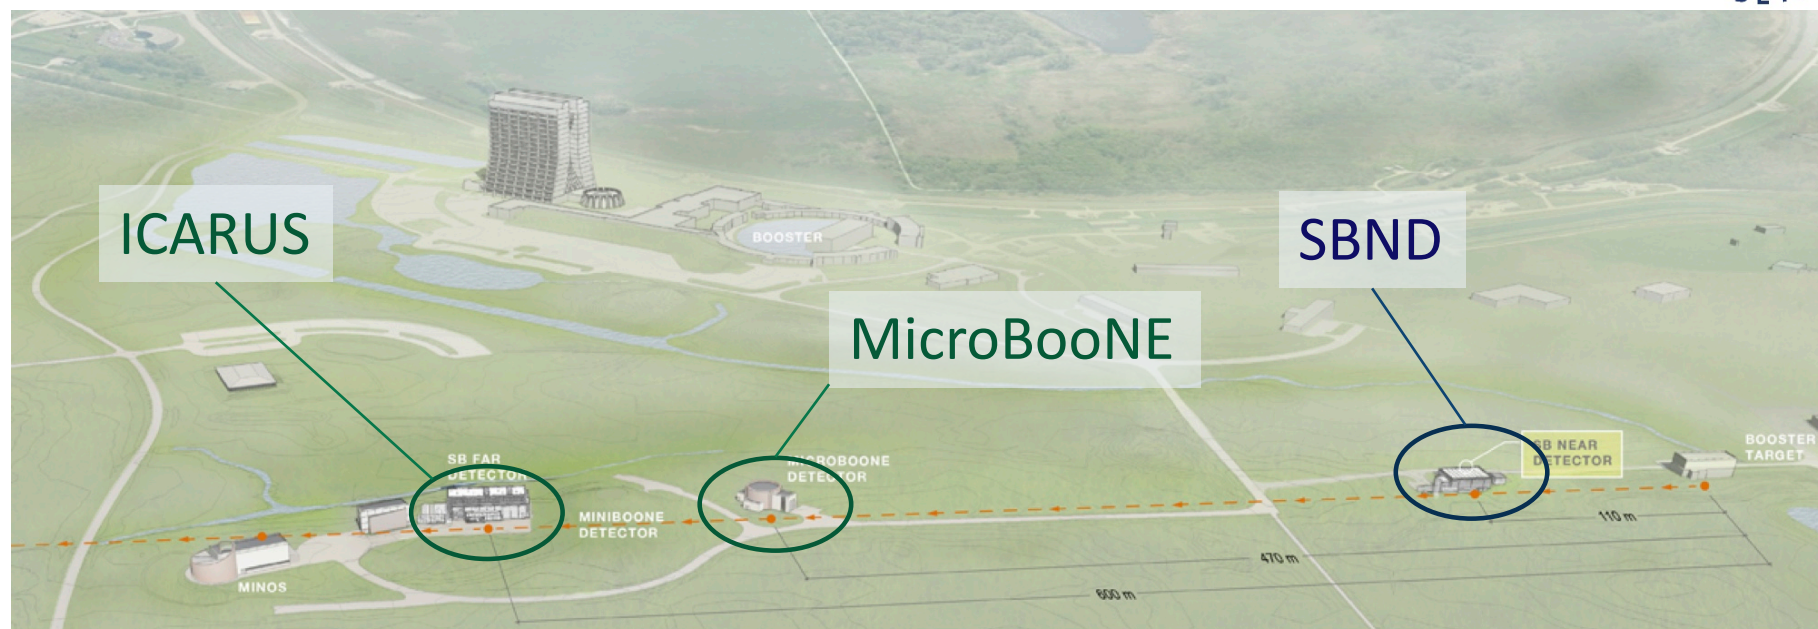 BOOSTER
ICARUS
SBND
MicroBooNE
SB FAR
DETECTOR
MICROBOONE
DETECTOR
SB NEAR
DETECTOR
BOOSTER
TARGET
MINIBOONE
DETECTOR
MINOS
110 m
470 m
600 m